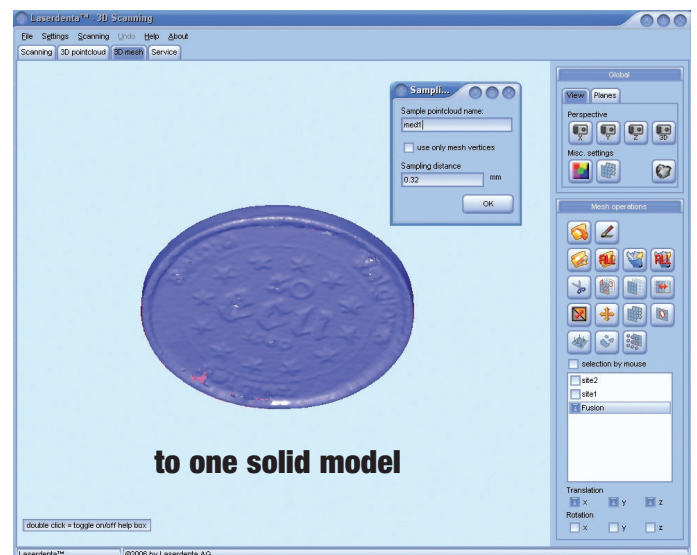 Laserdenta™ - 3D Scanning
File Settings Scanning Undo Help About
Scanning 3D pointcloud 3D mesh Service
Global
View Planes
Perspective
X Y Z 3D
Misc. settings
Sampli...
Sample pointcloud name:
med1
use only mesh vertices
Sampling distance
0.32 mm
OK
Mesh operations
ALL ALL
selection by mouse
site2
site1
Fusion
to one solid model
Translation
x y z
Rotation
x y z
double click = toggle on/off help box
Laserdenta™ ©2006 by Laserdenta AG